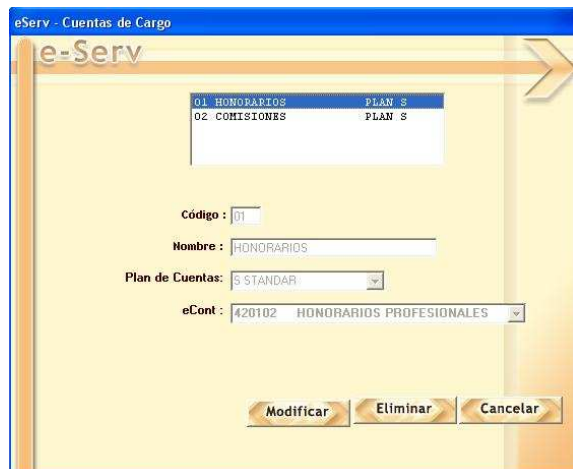 eServ - Cuentas de Cargo
e-Serv
01 HONORARIOS PLAN S
02 COMISIONES PLAN S
Código : 01
Nombre : HONORARIOS
Plan de Cuentas: S STANDAR
eCont : 420102 HONORARIOS PROFESIONALES
Modificar Eliminar Cancelar